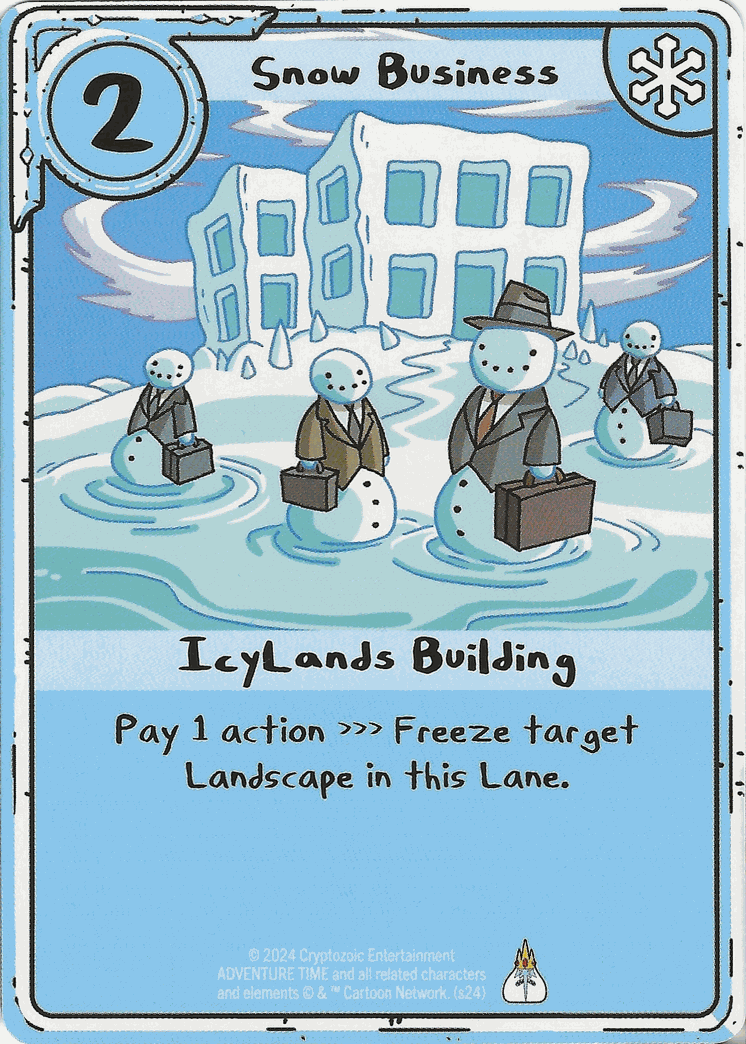 2
Snow Business
IcyLands Building
Pay 1 action >>> Freeze target
Landscape in this Lane.
© 2024 Cryptozoic Entertainment
ADVENTURE TIME and all related characters
and elements © & ™ Cartoon Network. (s24)